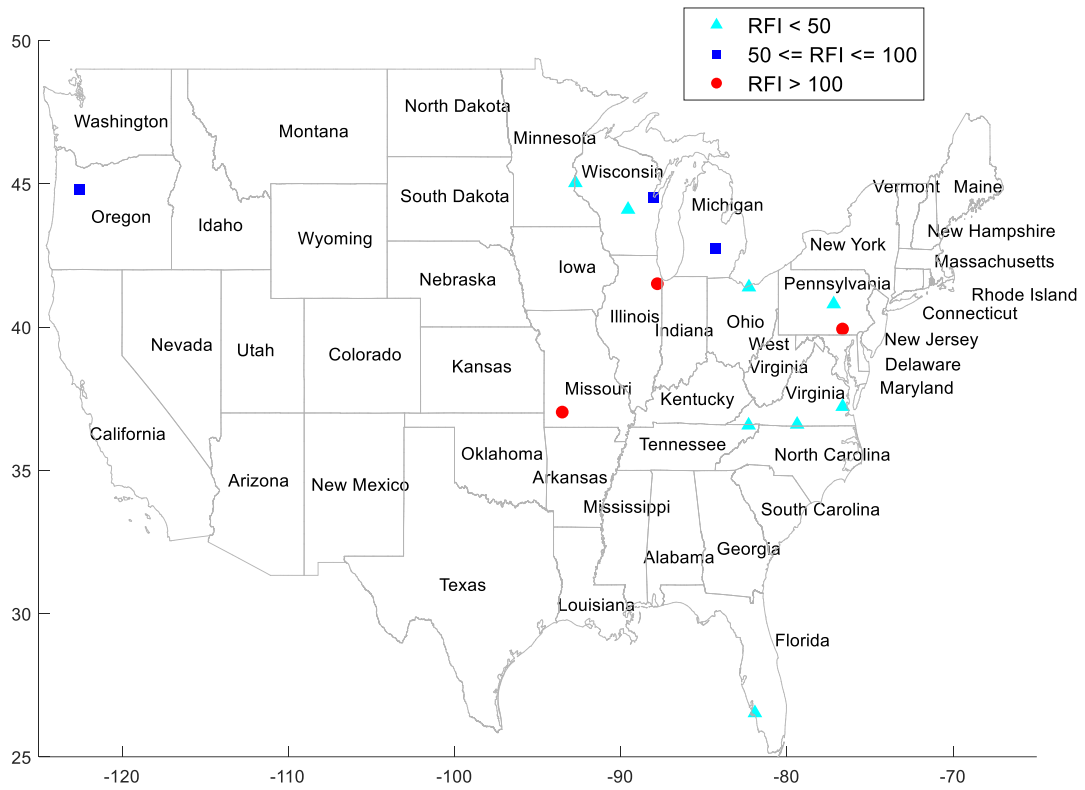 RFI < 50
50 <= RFI <= 100
RFI > 100
50
45
40
35
30
25
North Dakota
Washington
Montana
Minnesota
Wisconsin
Vermont
Maine
South Dakota
Michigan
Oregon
Idaho
New Hampshire
Wyoming
New York
Massachusetts
Iowa
Nebraska
Pennsylvania
Rhode Island
Connecticut
Illinois
Indiana
Ohio
New Jersey
Nevada
Utah
Colorado
West
Virginia
Delaware
Kansas
Missouri
Maryland
Kentucky
Virginia
California
Tennessee
Oklahoma
North Carolina
Arizona
New Mexico
Arkansas
Mississippi
South Carolina
Alabama
Georgia
Texas
Louisiana
Florida
-120
-110
-100
-90
-80
-70